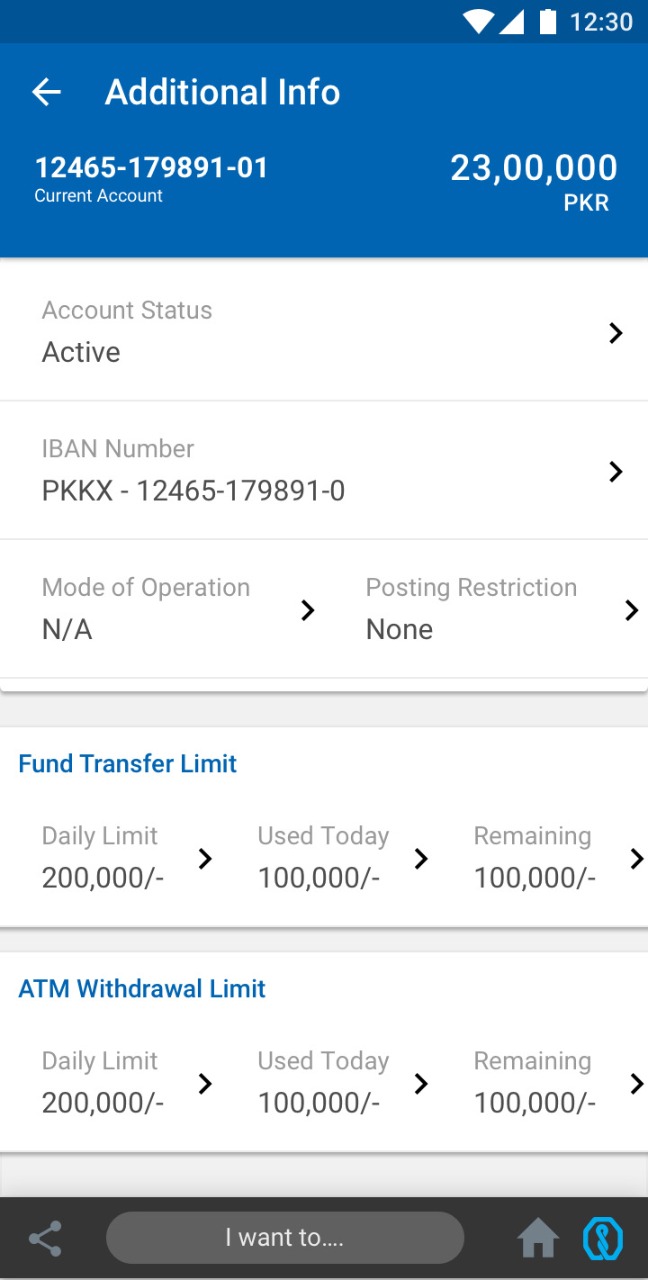 12:30
Additional Info
12465-179891-01 23,00,000
Current Account PKR
Account Status
Active
IBAN Number
PKKX - 12465-179891-0
Mode of Operation Posting Restriction
N/A None
Fund Transfer Limit
Daily Limit Used Today Remaining
200,000/- 100,000/- 100,000/-
ATM Withdrawal Limit
Daily Limit Used Today Remaining
200,000/- 100,000/- 100,000/-
I want to....